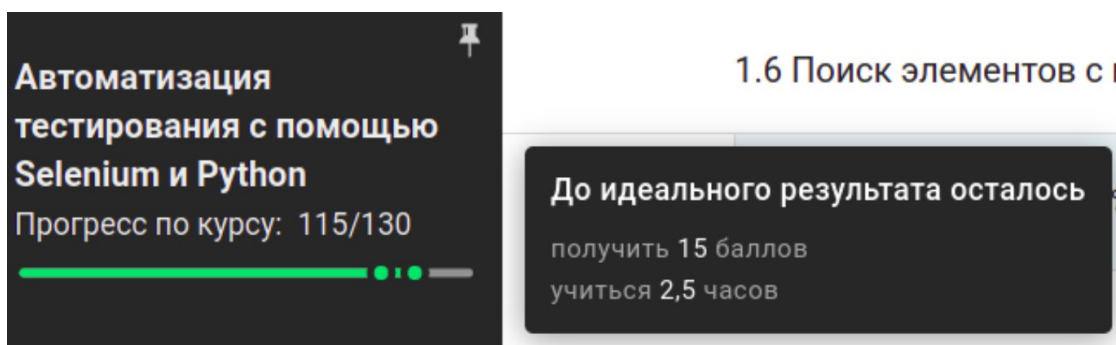 Автоматизация
тестирования с помощью
Selenium и Python
Прогресс по курсу: 115/130
1.6 Поиск элементов с
До идеального результата осталось
получить 15 баллов
учиться 2,5 часов